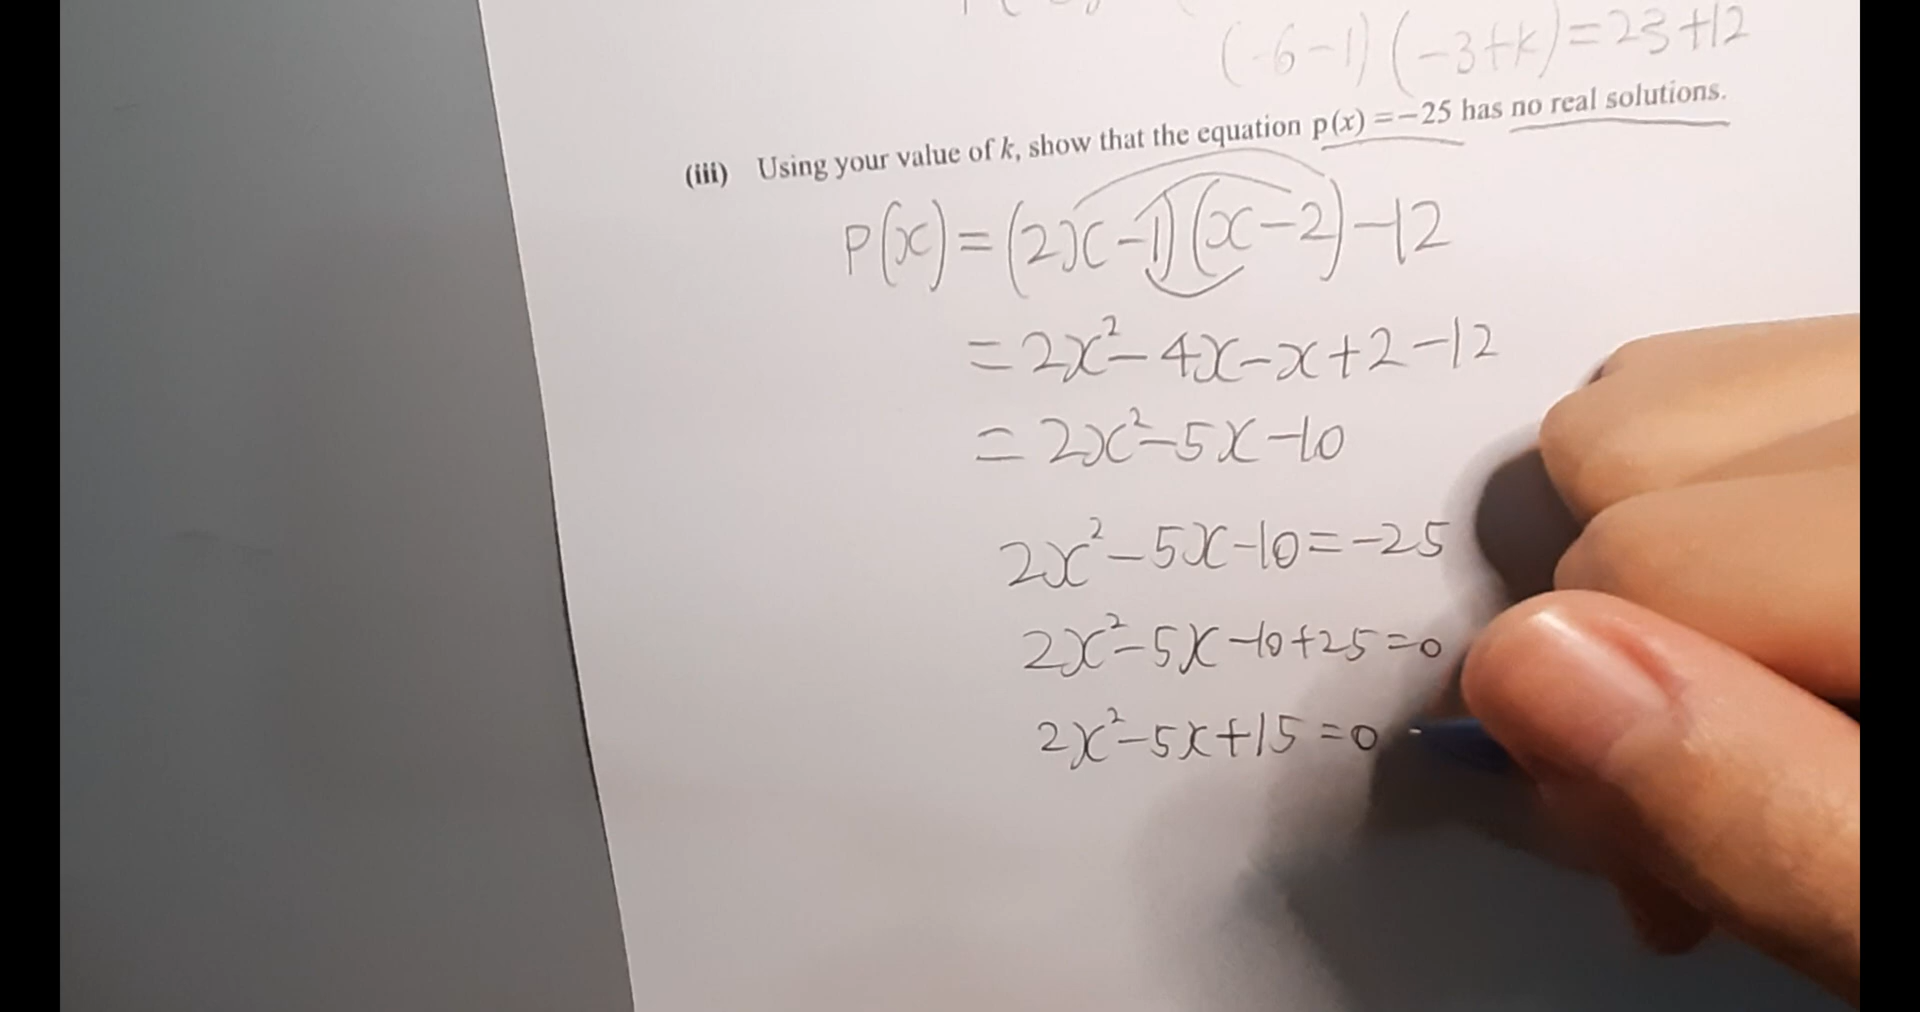 (-6-1)(-3+k)=23+12
(iii) Using your value of k, show that the equation p(x) =−25 has no real solutions.
P(x)=(2x-1)(x-2)-12
=2x²-4x-x+2-12
=2x²-5x-10
2x²-5x-10=-25
2x²-5x-10+25=0
2x²-5x+15=0